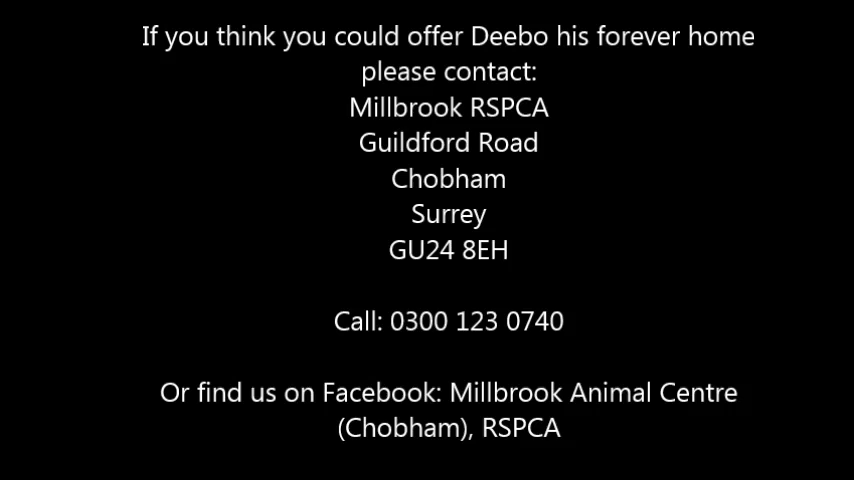 If you think you could offer Deebo his forever home
please contact:
Millbrook RSPCA
Guildford Road
Chobham
Surrey
GU24 8EH
Call: 0300 123 0740
Or find us on Facebook: Millbrook Animal Centre
(Chobham), RSPCA